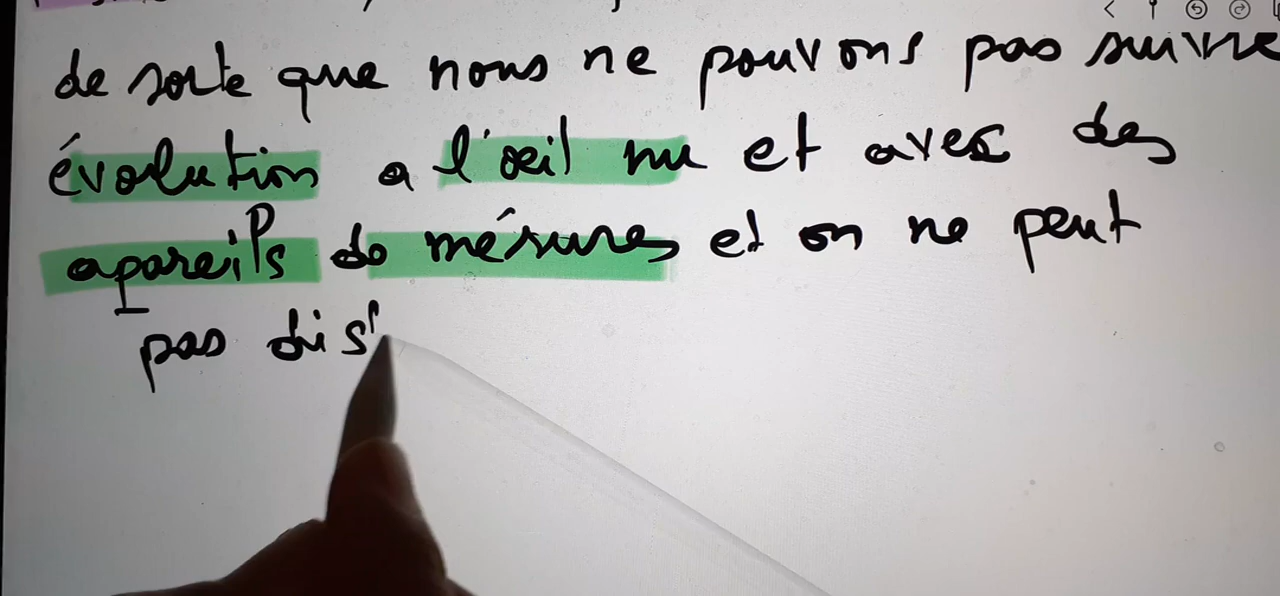 de sorte que nous ne pouvons pas suivre
évolution a l'œil nu et avec des
apareils de mésures et on ne peut
pas dis